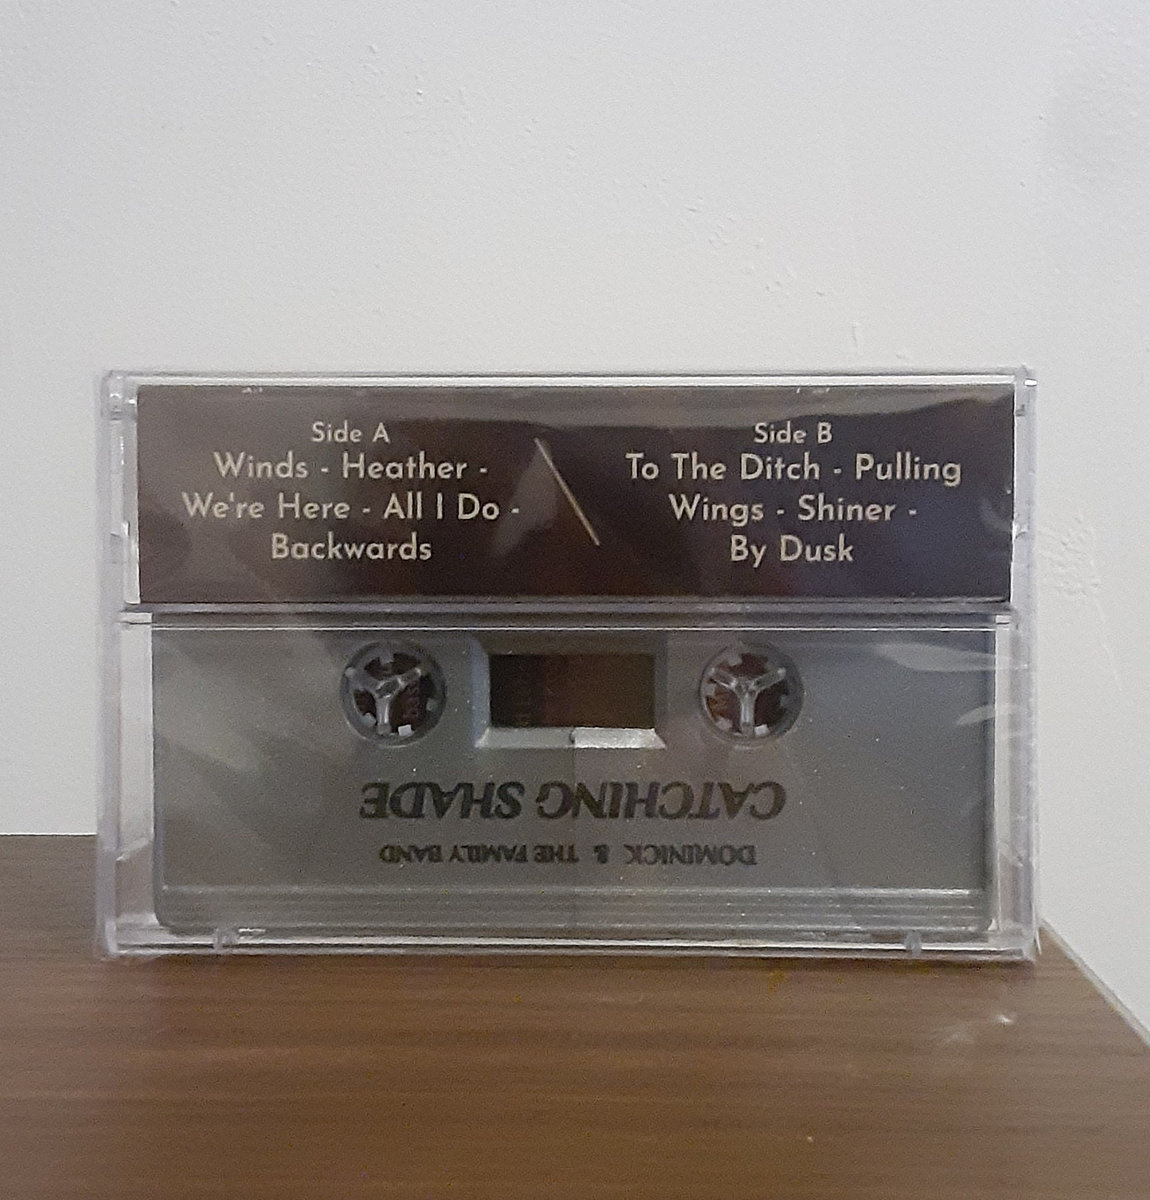 Side A
Winds - Heather -
We're Here - All I Do -
Backwards
Side B
To The Ditch - Pulling
Wings - Shiner -
By Dusk
CATCHING SHADE
DOMINICK & THE FAMILY BAND